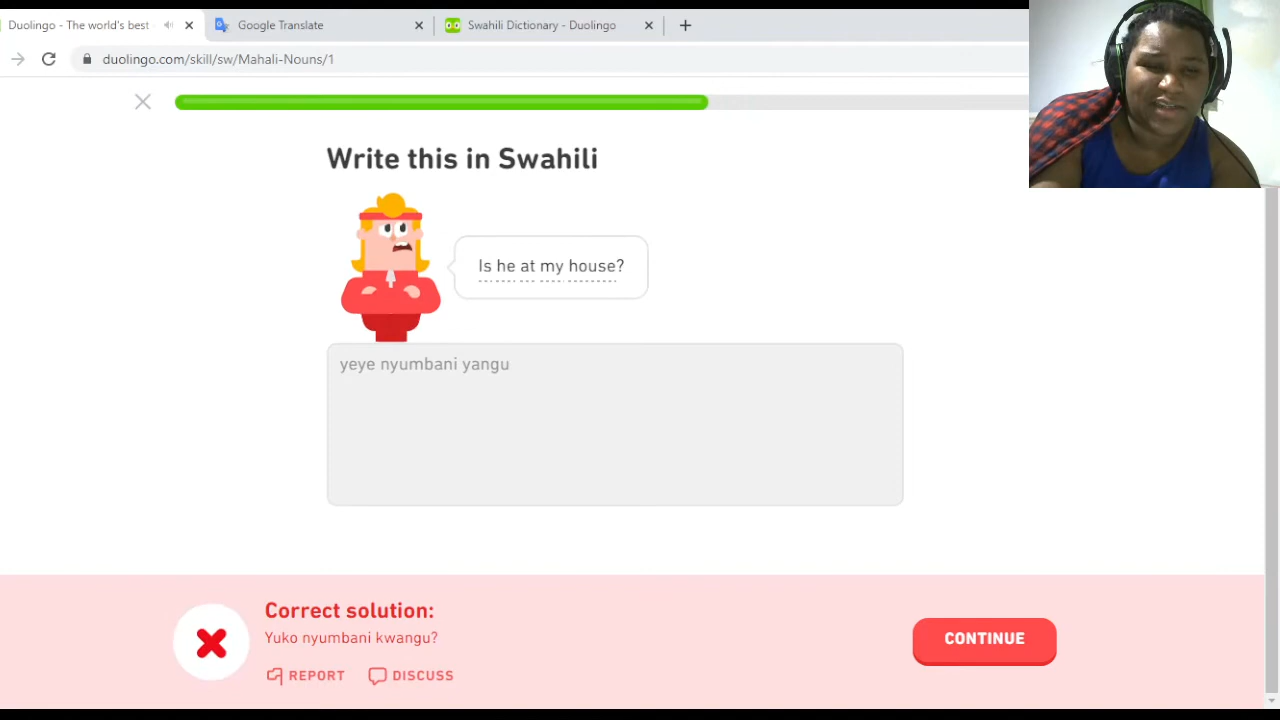 Duolingo - The world's best
Google Translate
Swahili Dictionary - Duolingo
duolingo.com/skill/sw/Mahali-Nouns/1
Write this in Swahili
Is he at my house?
yeye nyumbani yangu
Correct solution:
Yuko nyumbani kwangu?
REPORT
DISCUSS
CONTINUE